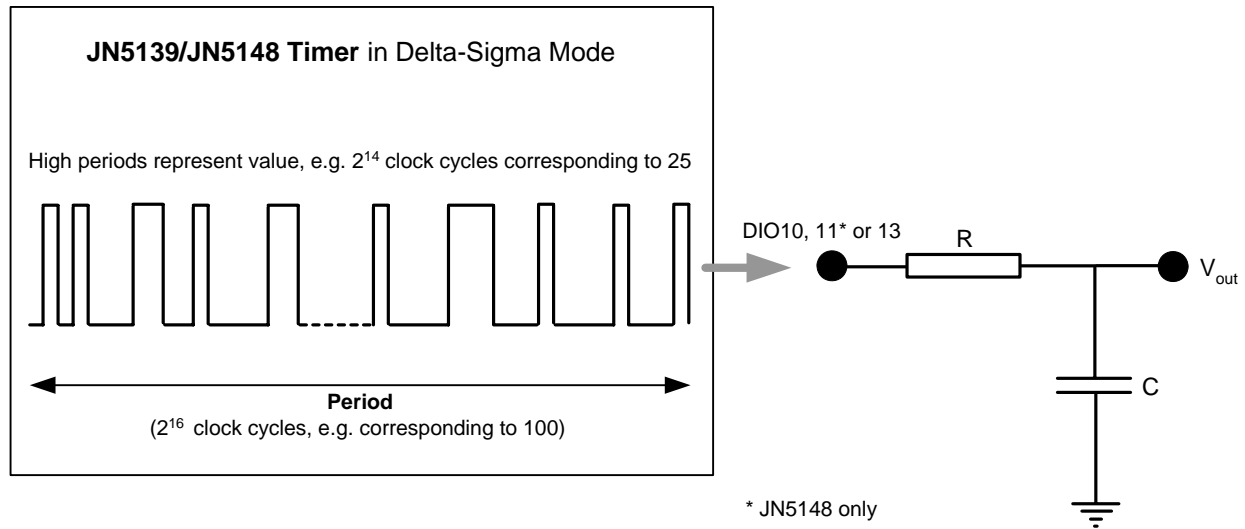 JN5139/JN5148 Timer in Delta-Sigma Mode
High periods represent value, e.g. 2¹⁴ clock cycles corresponding to 25
Period
(2¹⁶ clock cycles, e.g. corresponding to 100)
DIO10, 11* or 13
R
Vout
C
* JN5148 only